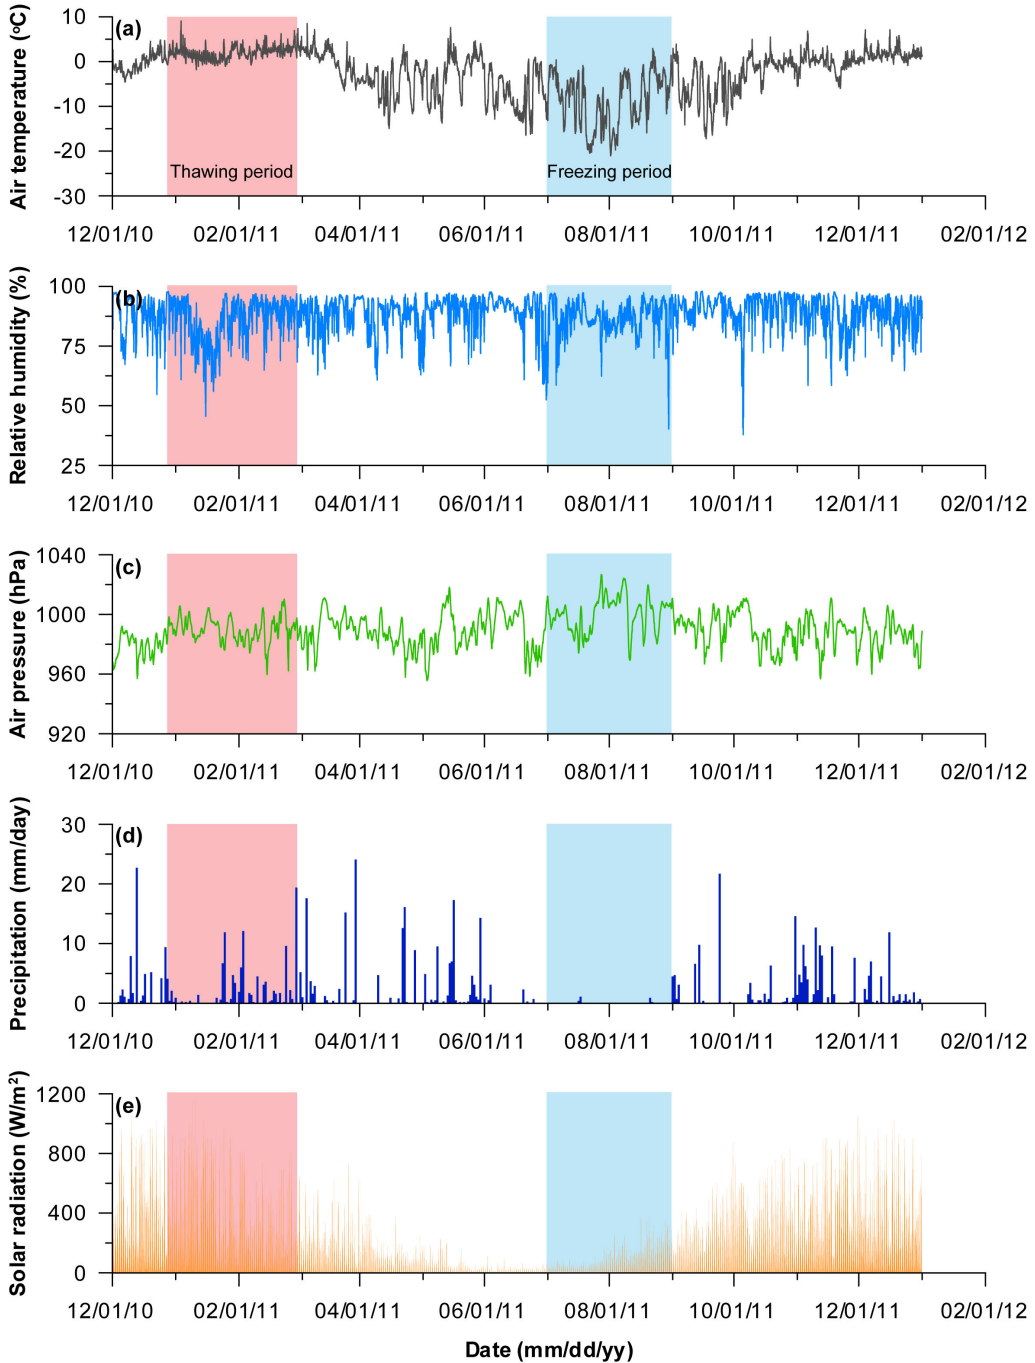 (a)
Air temperature (°C)
10
0
-10
-20
-30
Thawing period
Freezing period
12/01/10 02/01/11 04/01/11 06/01/11 08/01/11 10/01/11 12/01/11 02/01/12
(b)
Relative humidity (%)
100
75
50
25
12/01/10 02/01/11 04/01/11 06/01/11 08/01/11 10/01/11 12/01/11 02/01/12
(c)
Air pressure (hPa)
1040
1000
960
920
12/01/10 02/01/11 04/01/11 06/01/11 08/01/11 10/01/11 12/01/11 02/01/12
(d)
Precipitation (mm/day)
30
20
10
0
12/01/10 02/01/11 04/01/11 06/01/11 08/01/11 10/01/11 12/01/11 02/01/12
(e)
Solar radiation (W/m²)
1200
800
400
0
12/01/10 02/01/11 04/01/11 06/01/11 08/01/11 10/01/11 12/01/11 02/01/12
Date (mm/dd/yy)